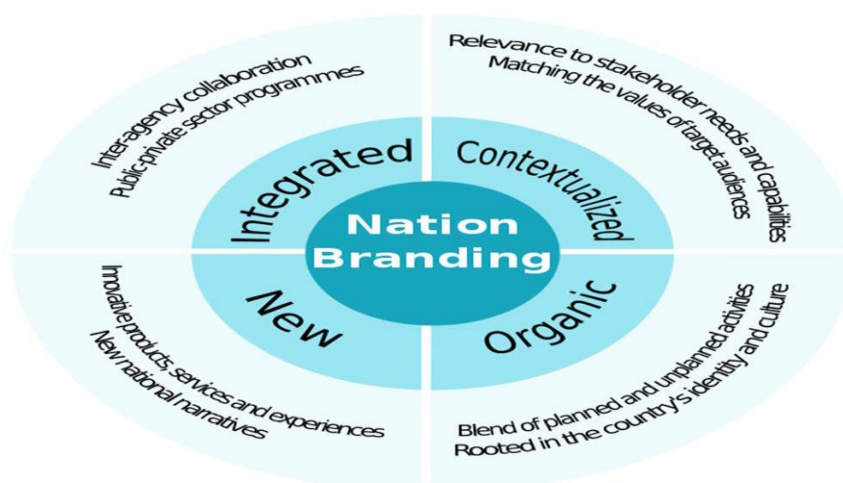 Nation
Branding
Integrated
Interagency collaboration
Public-private sector programmes
Contextualized
Relevance to stakeholder needs and capabilities
Matching the values of target audiences
New
Innovative products, services and experiences
New national narratives
Organic
Blend of planned and unplanned activities
Rooted in the country's identity and culture